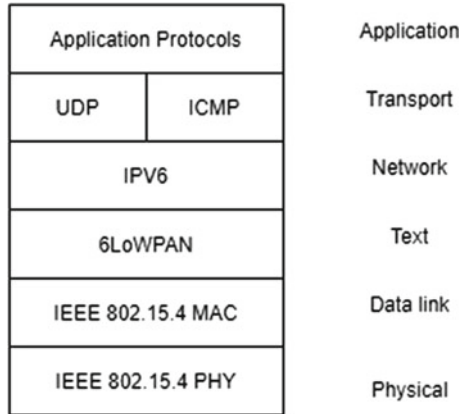 Application Protocols Application
UDP ICMP Transport
IPV6 Network
6LoWPAN Text
IEEE 802.15.4 MAC Data link
IEEE 802.15.4 PHY Physical